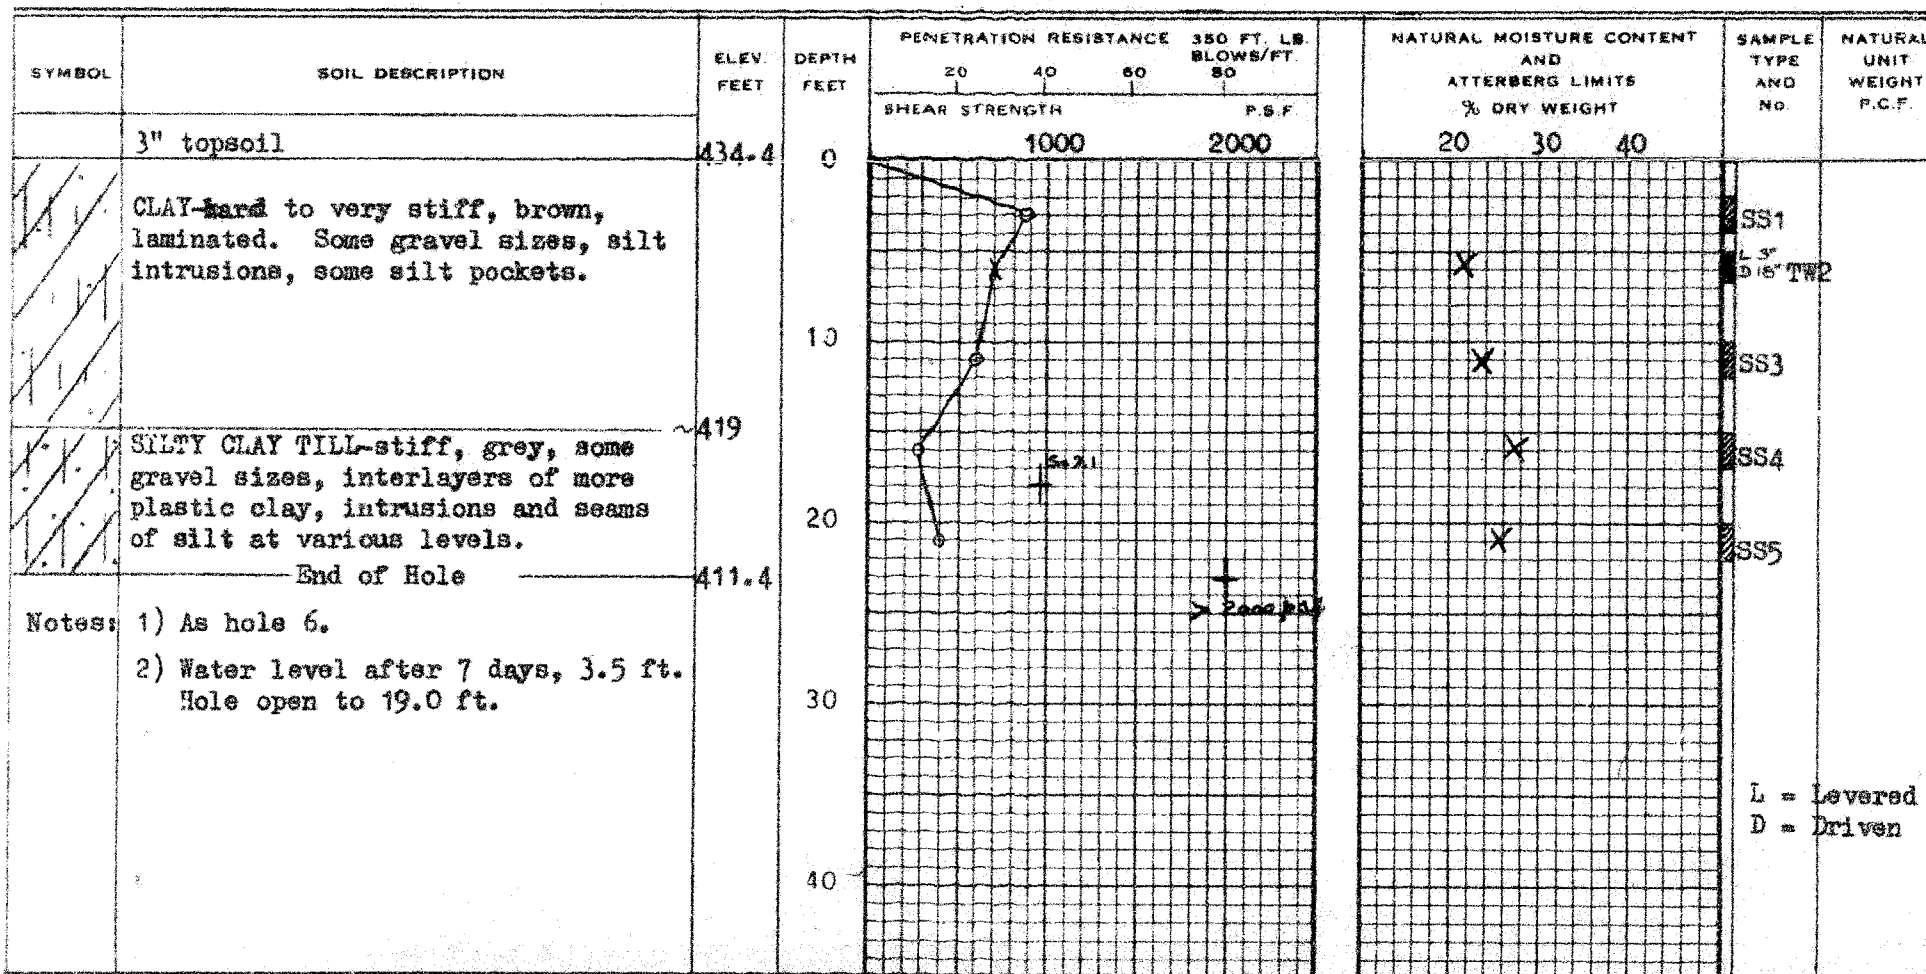 SYMBOL
SOIL DESCRIPTION
ELEV.
FEET
DEPTH
FEET
PENETRATION RESISTANCE 350 FT. LB.
BLOWS/FT.
20 40 60 80
SHEAR STRENGTH P.S.F.
1000 2000
NATURAL MOISTURE CONTENT
AND
ATTERBERG LIMITS
% DRY WEIGHT
20 30 40
SAMPLE
TYPE
AND
No.
NATURAL
UNIT
WEIGHT
P.C.F.
3" topsoil
434.4
0
CLAY-hard to very stiff, brown,
laminated. Some gravel sizes, silt
intrusions, some silt pockets.
SS1
L 3"
D 18" TW2
10
SS3
~419
SILTY CLAY TILL-stiff, grey, some
gravel sizes, interlayers of more
plastic clay, intrusions and seams
of silt at various levels.
SS4
20
SS5
End of Hole
411.4
> 2000 psf
Notes: 1) As hole 6.
2) Water level after 7 days, 3.5 ft.
Hole open to 19.0 ft.
30
40
L = Levered
D = Driven